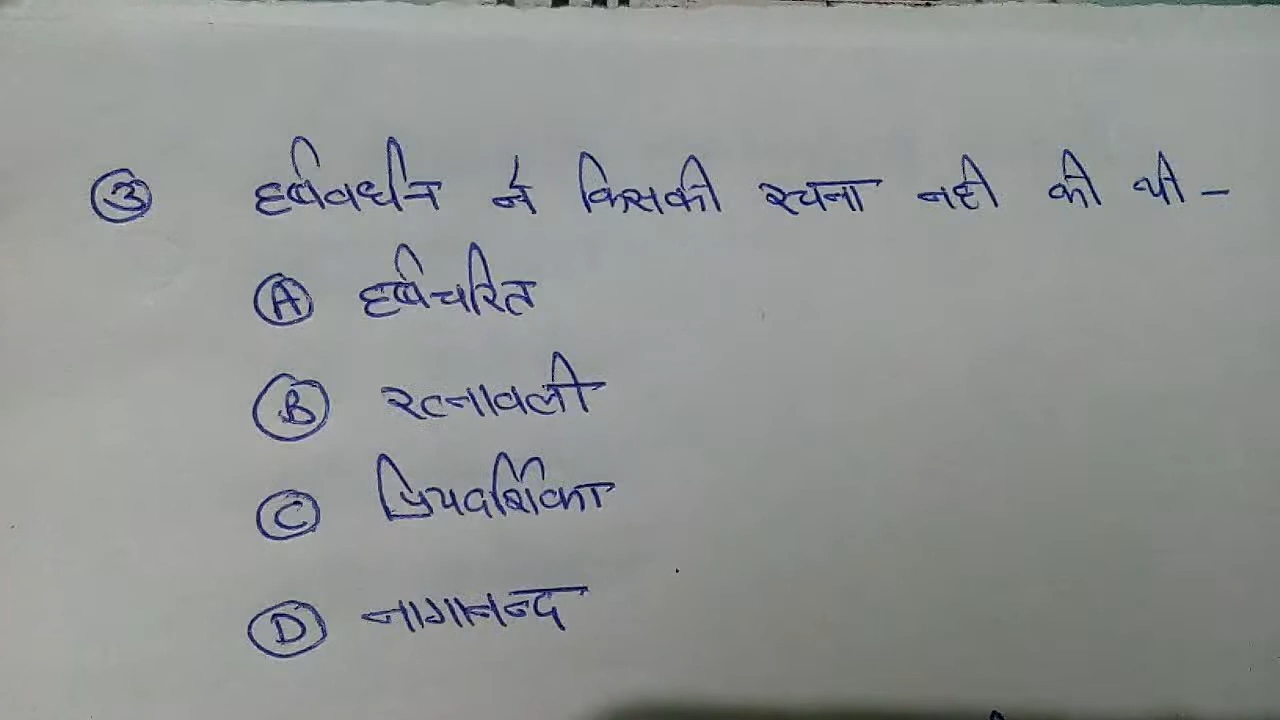 ③ हर्षवर्धन ने किसकी रचना नही की थी -
Ⓐ हर्षचरित
Ⓑ रत्नावली
Ⓒ प्रियदर्शिका
Ⓓ नागानन्द